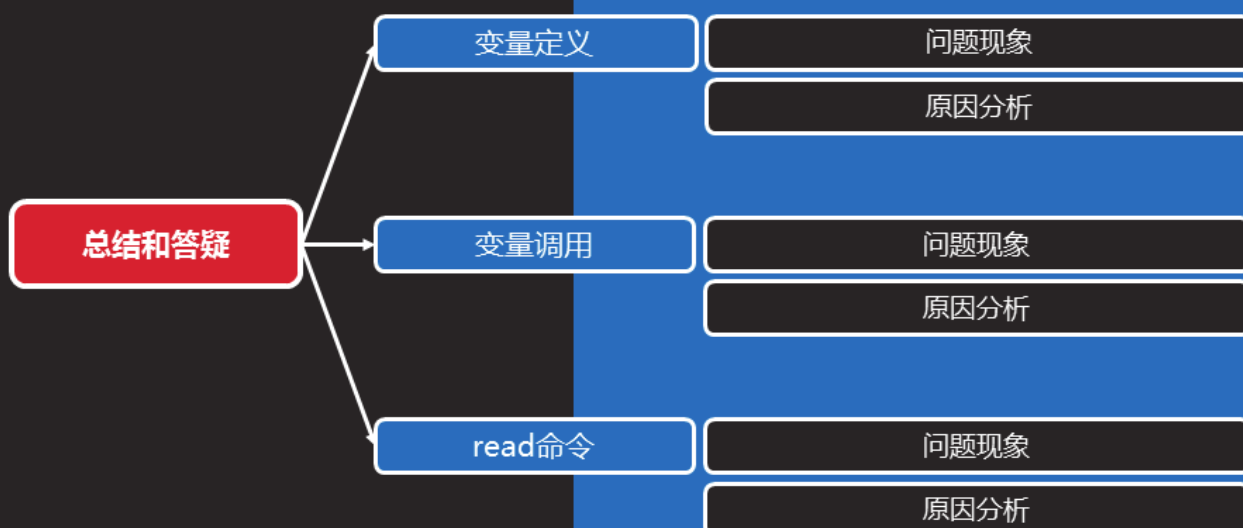 变量定义
问题现象
原因分析
总结和答疑
变量调用
问题现象
原因分析
read命令
问题现象
原因分析